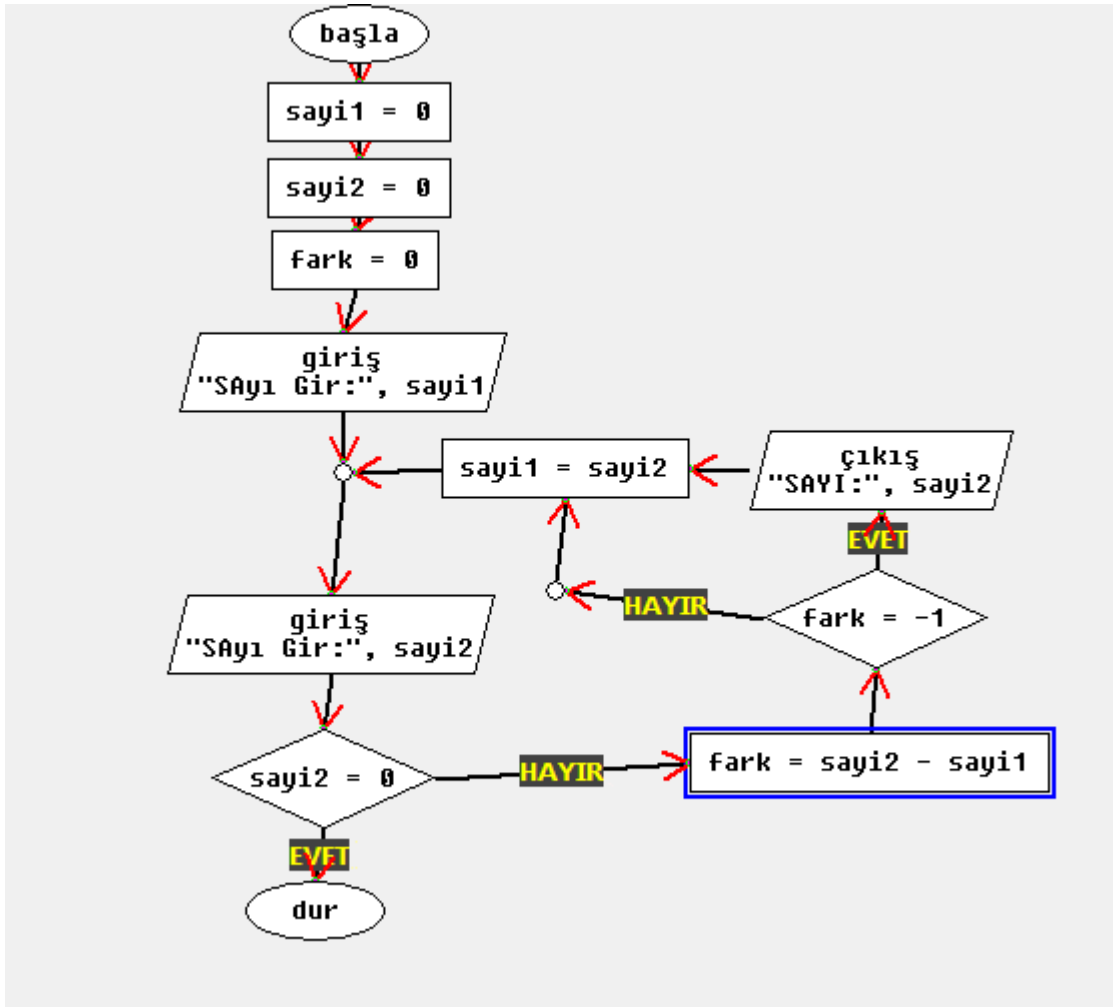 başla
sayi1 = 0
sayi2 = 0
fark = 0
giriş
"SAyı Gir:", sayi1
sayi1 = sayi2
çıkış
"SAYI:", sayi2
EVET
fark = -1
HAYIR
giriş
"SAyı Gir:", sayi2
sayi2 = 0
HAYIR
fark = sayi2 - sayi1
EVET
dur